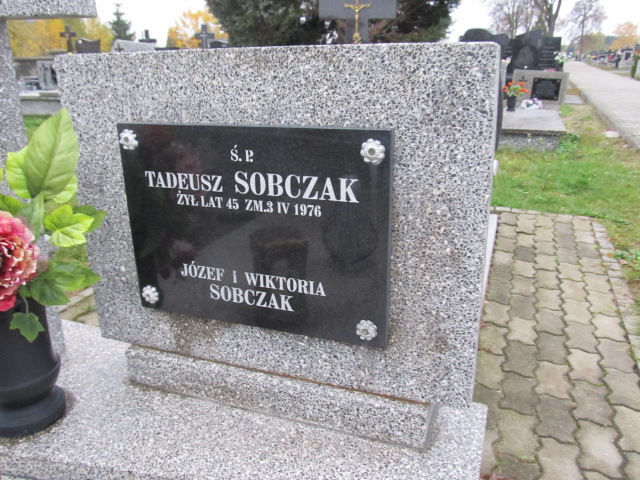 Ś. P.
TADEUSZ SOBCZAK
ŻYŁ LAT 45 ZM.3 IV 1976
JÓZEF i WIKTORIA
SOBCZAK